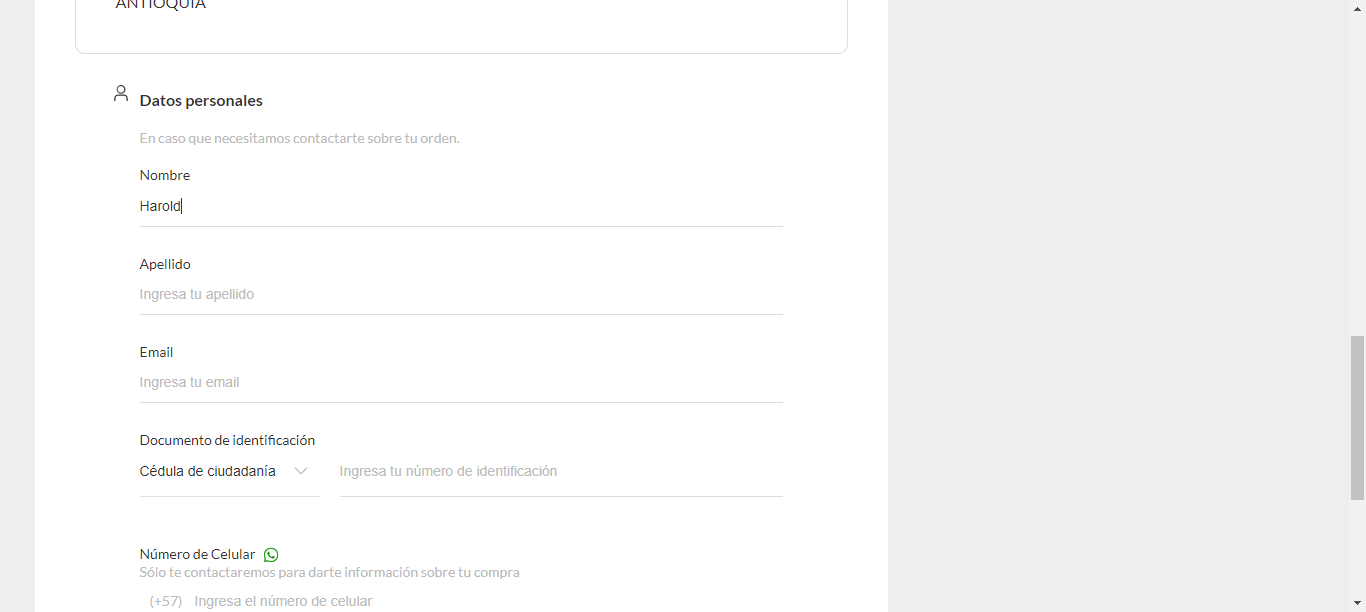 ANTIOQUIA
Datos personales
En caso que necesitamos contactarte sobre tu orden.
Nombre
Harold
Apellido
Ingresa tu apellido
Email
Ingresa tu email
Documento de identificación
Cédula de ciudadanía Ingresa tu número de identificación
Número de Celular
Sólo te contactaremos para darte información sobre tu compra
(+57) Ingresa el número de celular